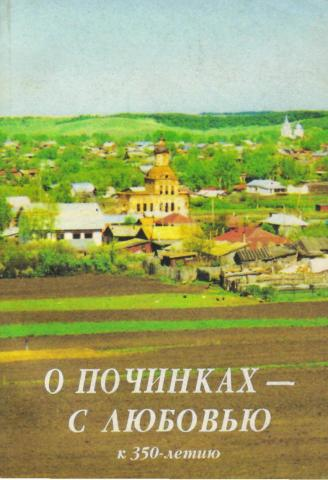 О ПОЧИНКАХ —
С ЛЮБОВЬЮ
к 350-летию